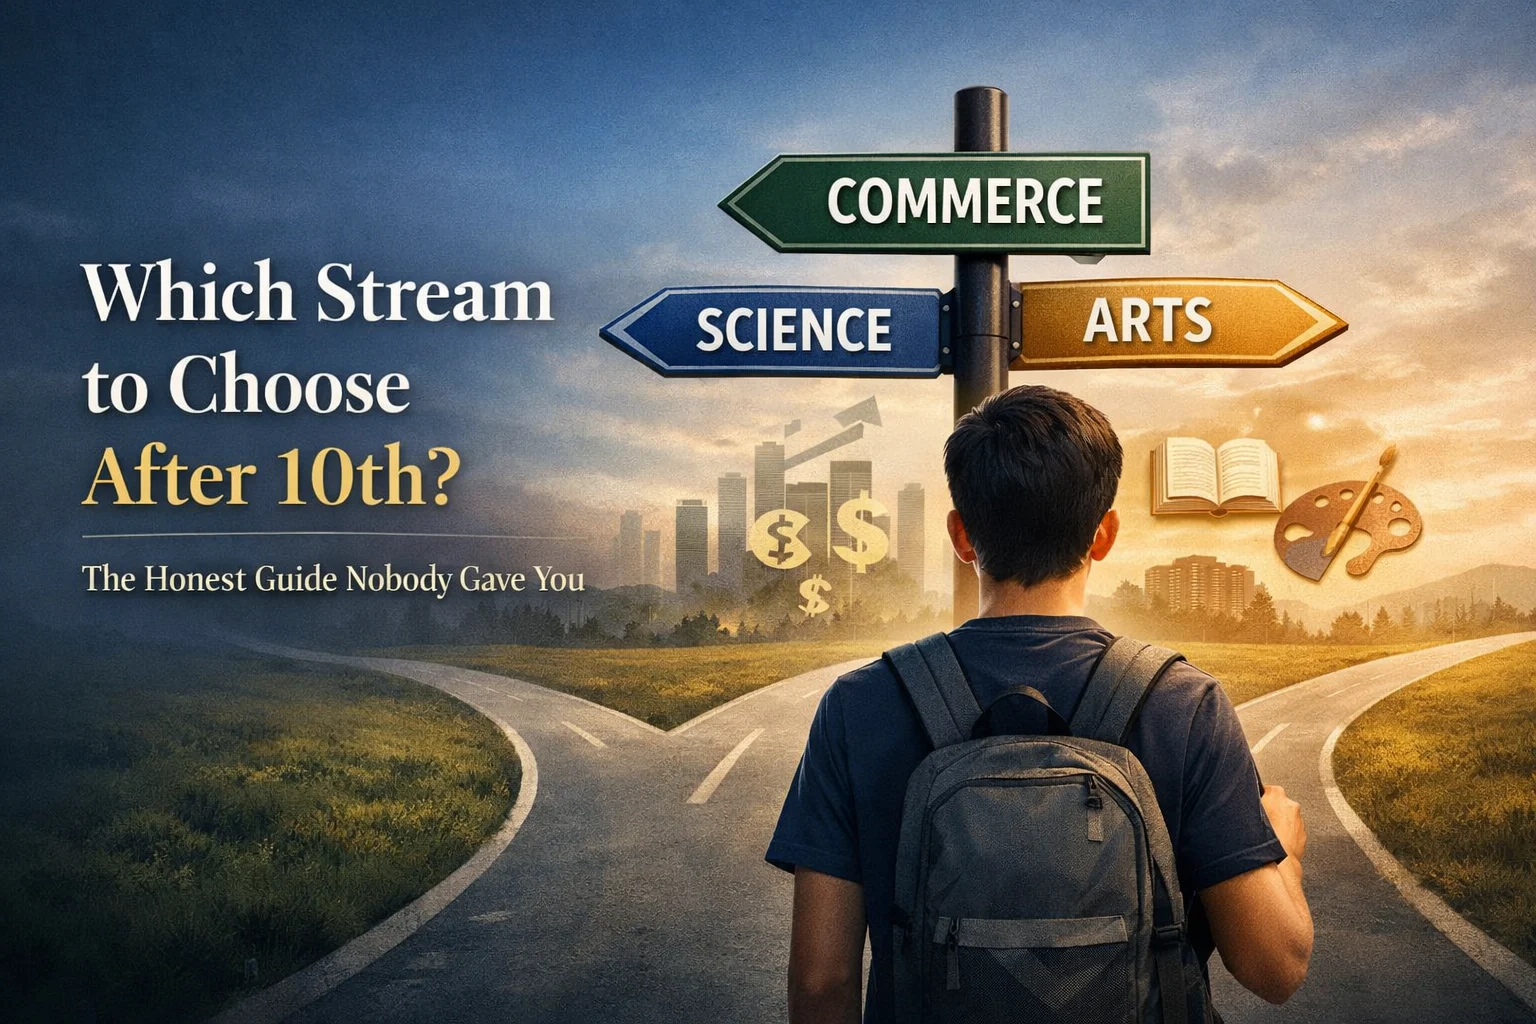 COMMERCE
SCIENCE
ARTS
Which Stream
to Choose
After 10th?
The Honest Guide Nobody Gave You